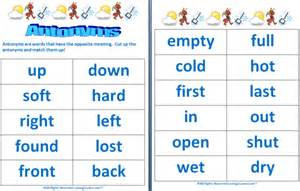 Antonyms
Antonyms are words that have the opposite meaning. Cut up the
antonyms and match them up!
up down
soft hard
right left
found lost
front back
empty full
cold hot
first last
in out
open shut
wet dry